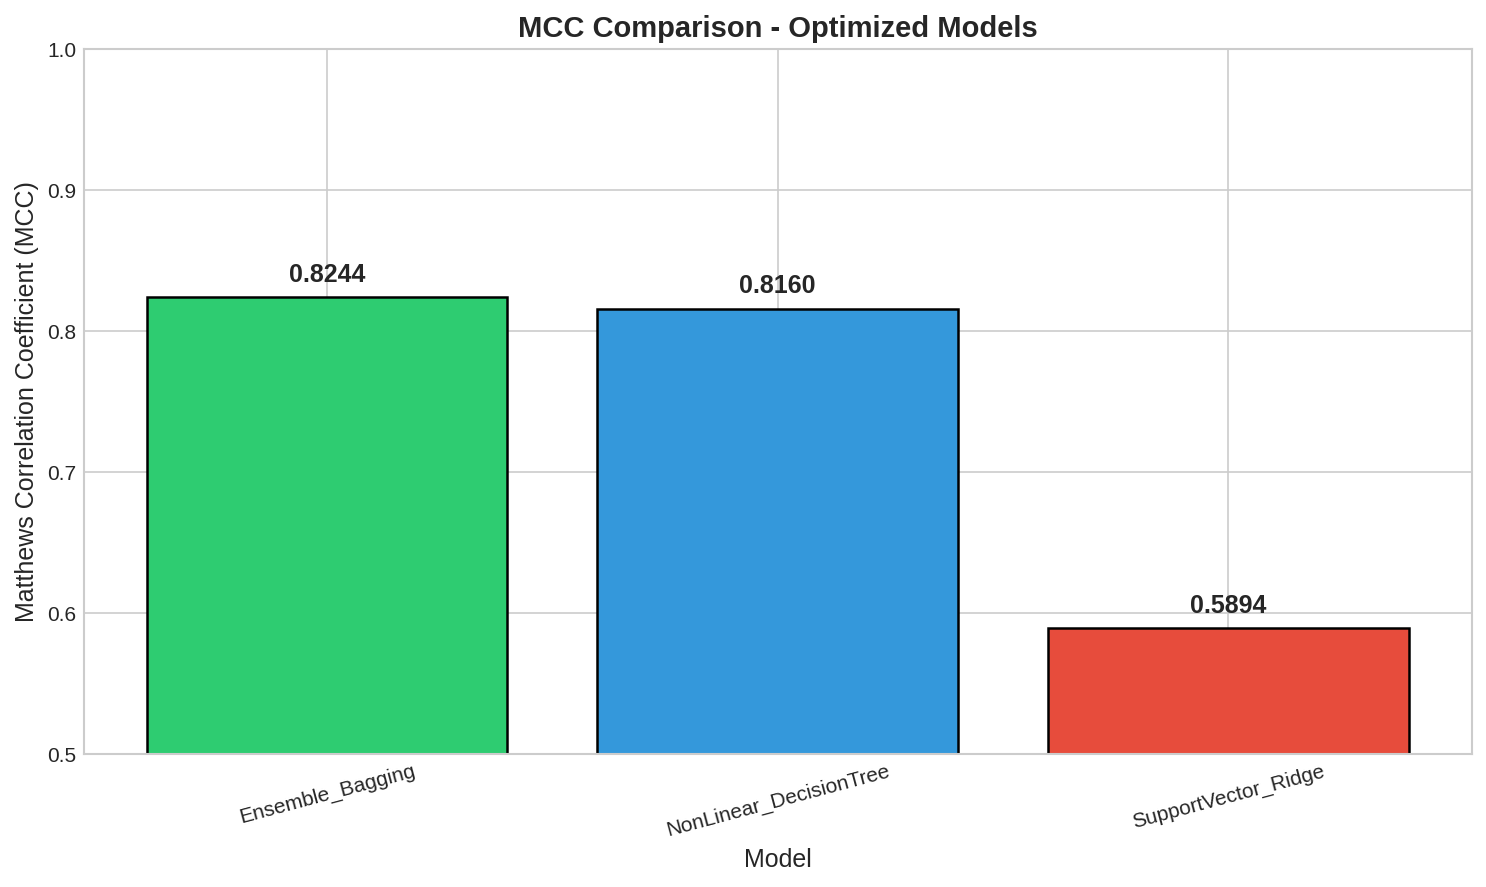 MCC Comparison - Optimized Models
Matthews Correlation Coefficient (MCC)
1.0
0.9
0.8
0.7
0.6
0.5
0.8244
0.8160
0.5894
Ensemble_Bagging
NonLinear_DecisionTree
SupportVector_Ridge
Model